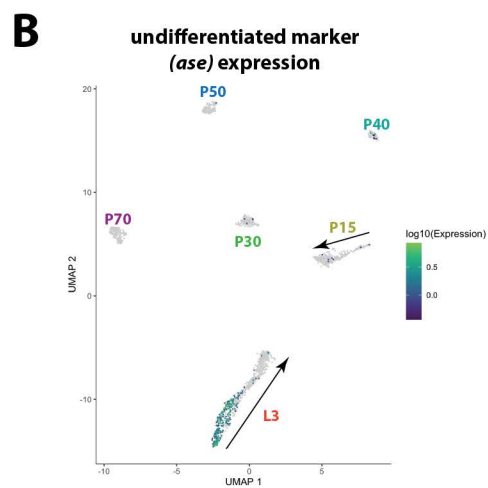 B
undifferentiated marker
(ase) expression
20
10
0
-10
UMAP 2
P50
P40
P70
P30
P15
L3
log10(Expression)
0.5
0.0
-10
-5
0
5
UMAP 1